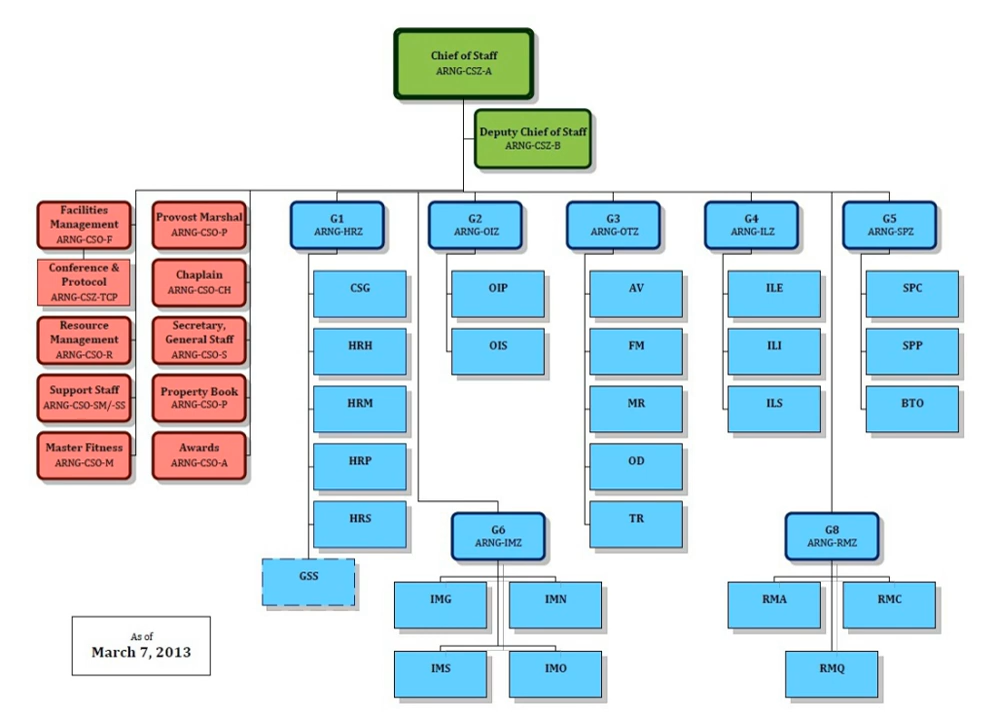 Chief of Staff
ARNG-CSZ-A
Deputy Chief of Staff
ARNG-CSZ-B
Facilities
Management
ARNG-CSO-F
Conference &
Protocol
ARNG-CSZ-TCP
Resource
Management
ARNG-CSO-R
Support Staff
ARNG-CSO-SM/-SS
Master Fitness
ARNG-CSO-M
Provost Marshal
ARNG-CSO-P
Chaplain
ARNG-CSO-CH
Secretary,
General Staff
ARNG-CSO-S
Property Book
ARNG-CSO-P
Awards
ARNG-CSO-A
G1
ARNG-HRZ
CSG
HRH
HRM
HRP
HRS
GSS
G2
ARNG-OIZ
OIP
OIS
G3
ARNG-OTZ
AV
FM
MR
OD
TR
G4
ARNG-ILZ
ILE
ILI
ILS
G5
ARNG-SPZ
SPC
SPP
BTO
G6
ARNG-IMZ
IMG
IMN
IMS
IMO
G8
ARNG-RMZ
RMA
RMC
RMQ
As of
March 7, 2013